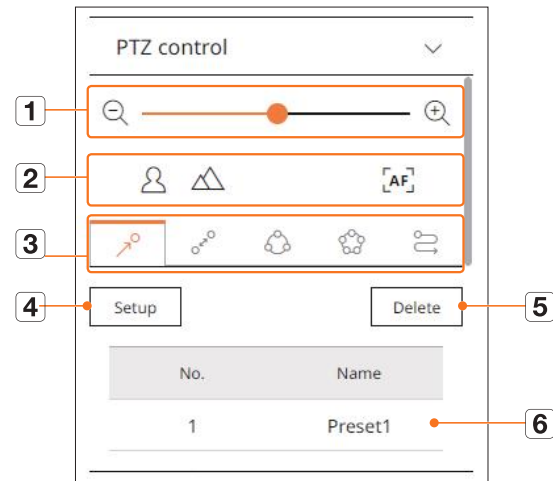 PTZ control
1
2
AF
3
4 Setup Delete 5
No. Name
1 Preset1 6